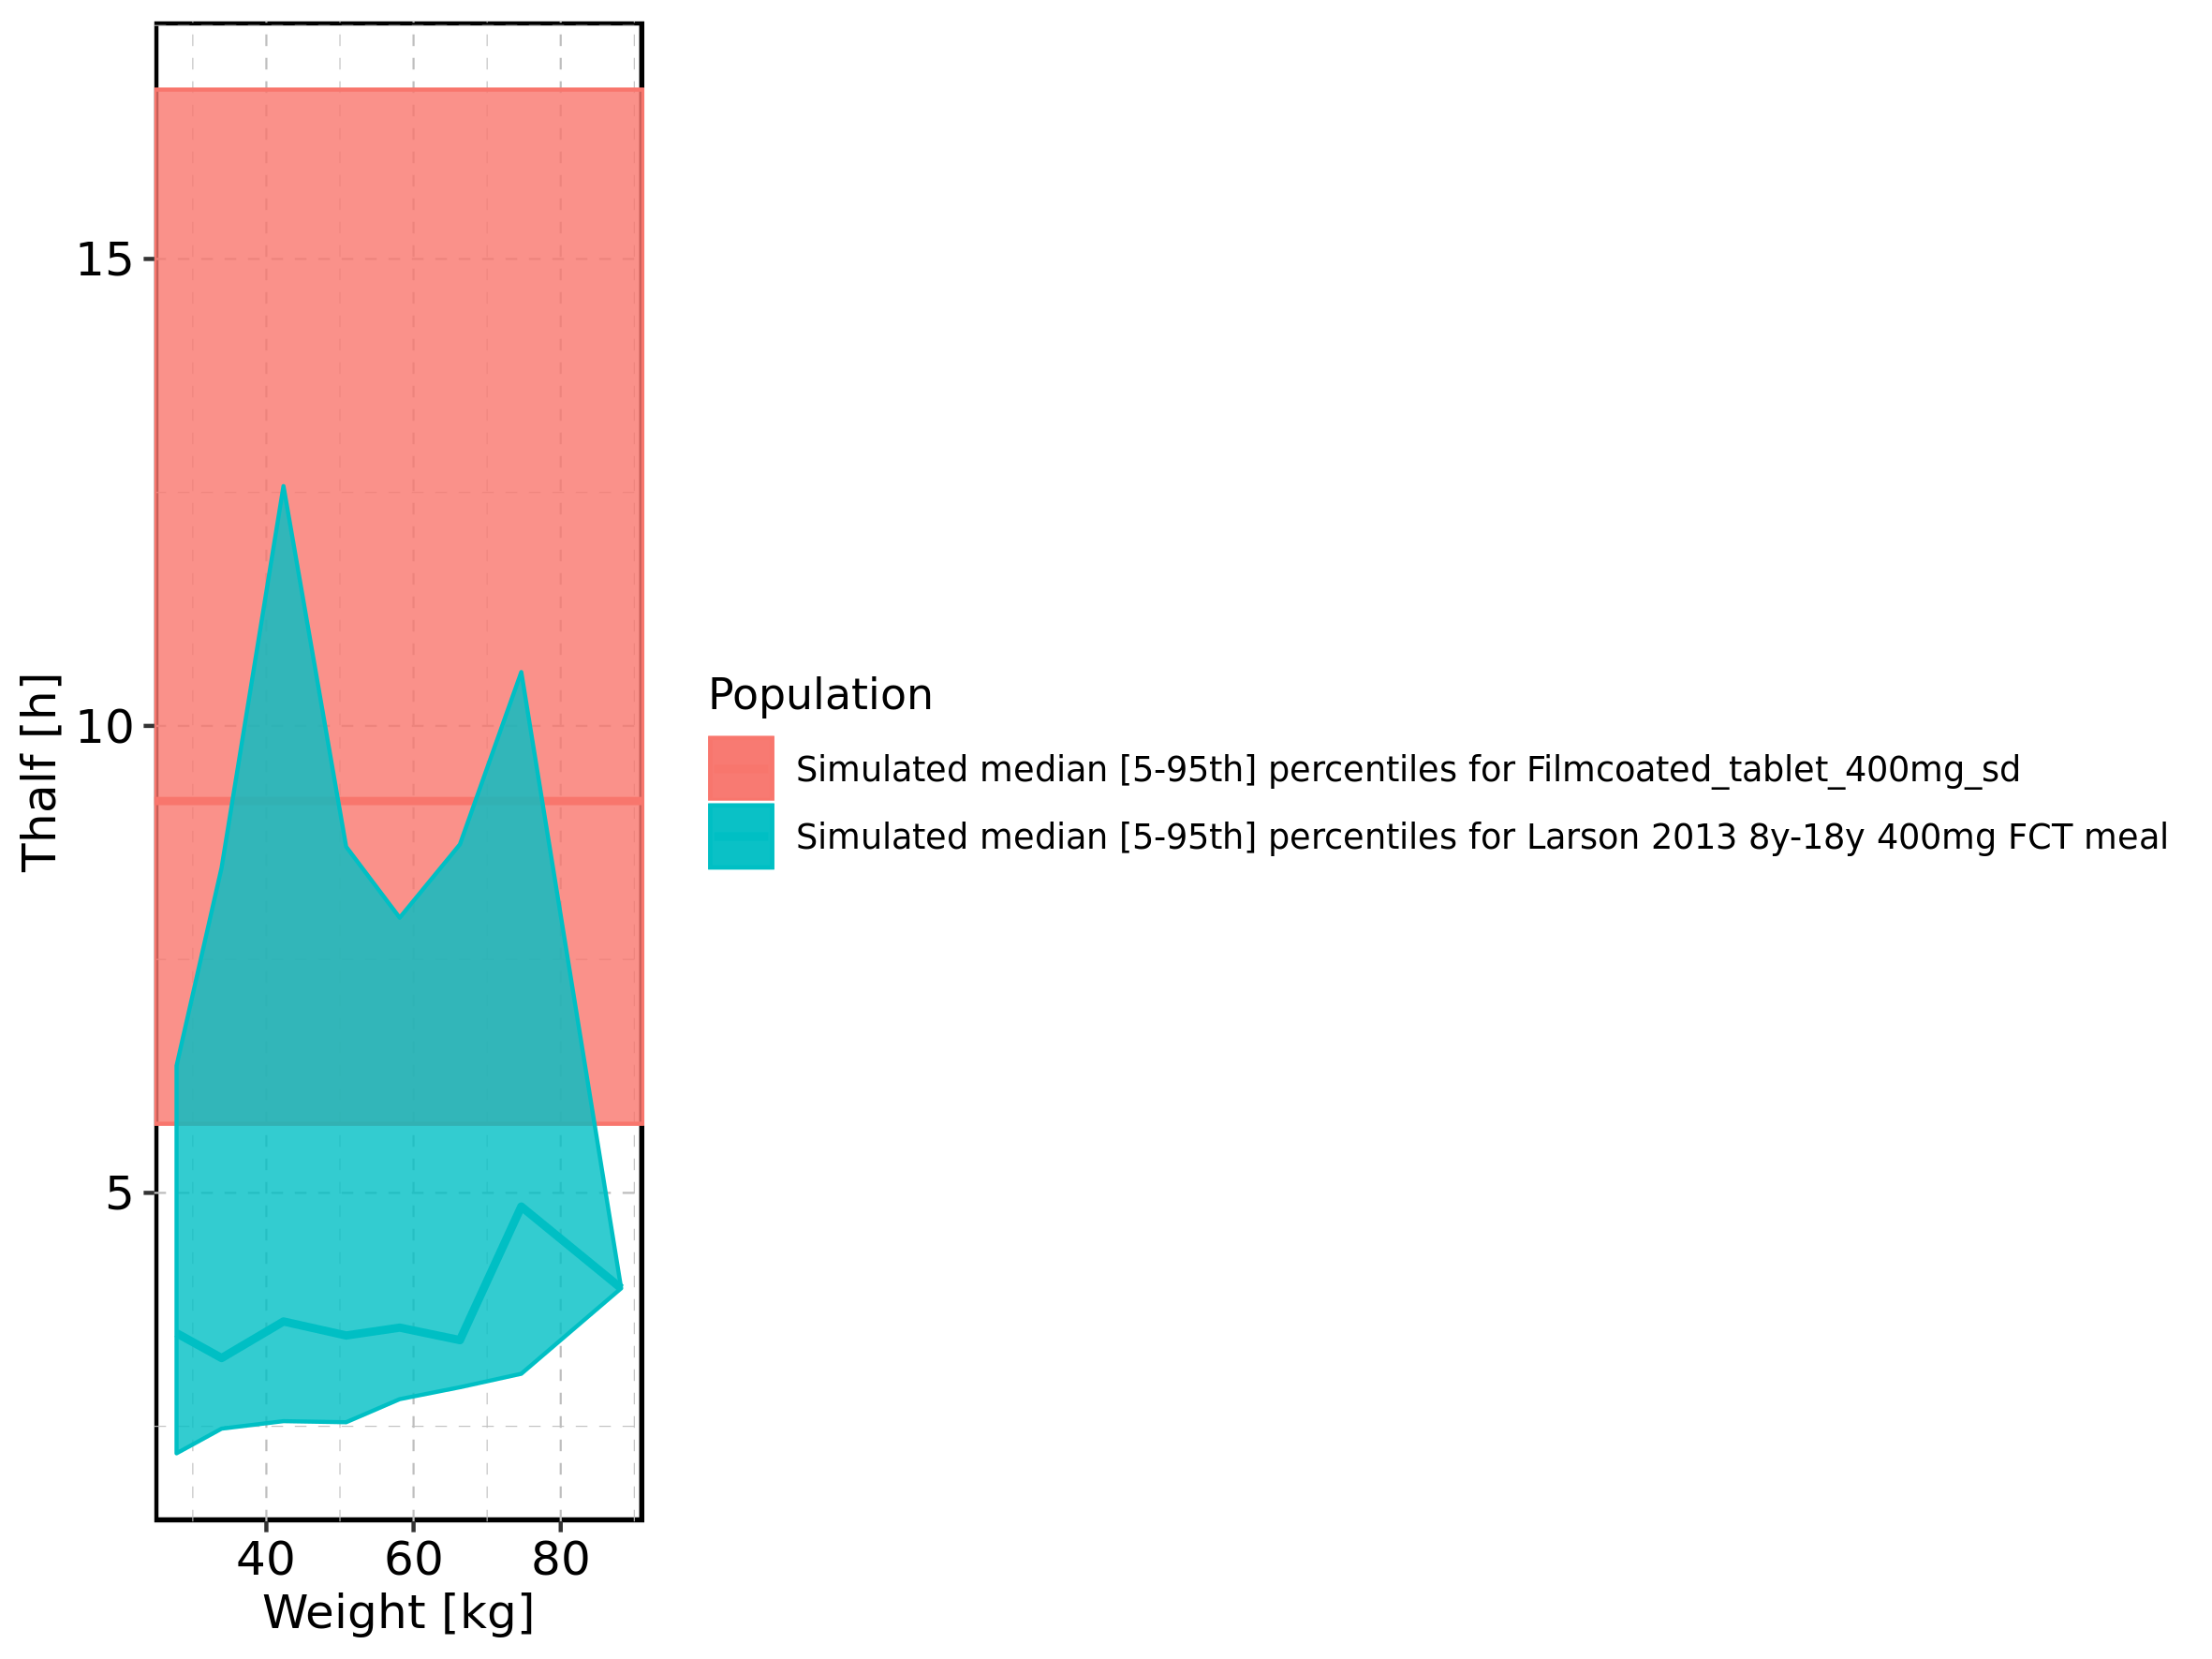 15
10
5
Thalf [h]
40 60 80
Weight [kg]
Population
Simulated median [5-95th] percentiles for Filmcoated_tablet_400mg_sd
Simulated median [5-95th] percentiles for Larson 2013 8y-18y 400mg FCT meal